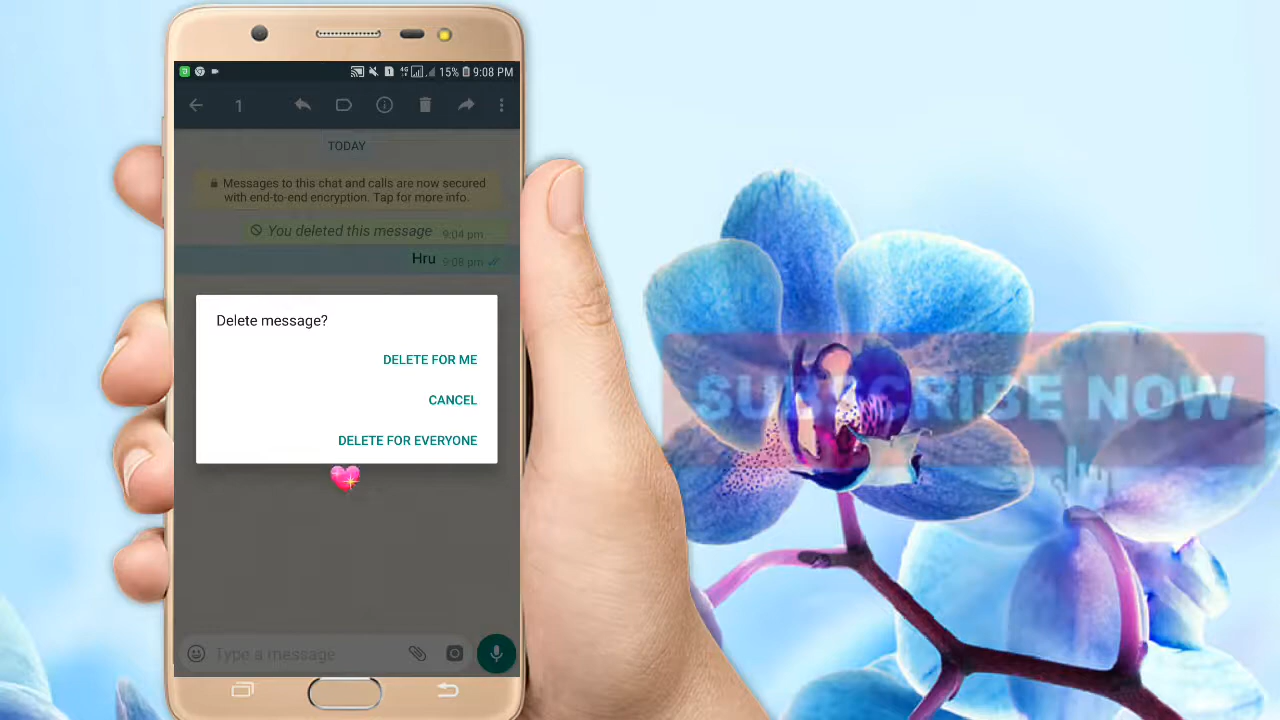 4G 15% 9:08 PM
1
TODAY
Messages to this chat and calls are now secured
with end-to-end encryption. Tap for more info.
You deleted this message 9:04 pm
Hru 9:08 pm
Delete message?
DELETE FOR ME
CANCEL
DELETE FOR EVERYONE
Type a message
SUBSCRIBE NOW